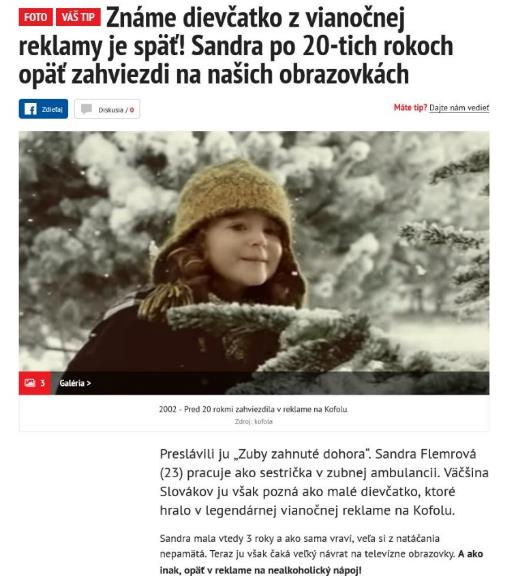 FOTO VÁŠ TIP Známe dievčatko z vianočnej
reklamy je späť! Sandra po 20-tich rokoch
opäť zahviezdi na našich obrazovkách
Zdieľaj
Diskusia / 0
Máte tip? Dajte nám vedieť
3 Galéria >
2002 - Pred 20 rokmi zahviezdila v reklame na Kofolu.
Zdroj: kofola
Preslávili ju „Zuby zahnuté dohora“. Sandra Flemrová
(23) pracuje ako sestrička v zubnej ambulancii. Väčšina
Slovákov ju však pozná ako malé dievčatko, ktoré
hralo v legendárnej vianočnej reklame na Kofolu.
Sandra mala vtedy 3 roky a ako sama vraví, veľa si z natáčania
nepamätá. Teraz ju však čaká veľký návrat na televízne obrazovky. A ako
inak, opäť v reklame na nealkoholický nápoj!